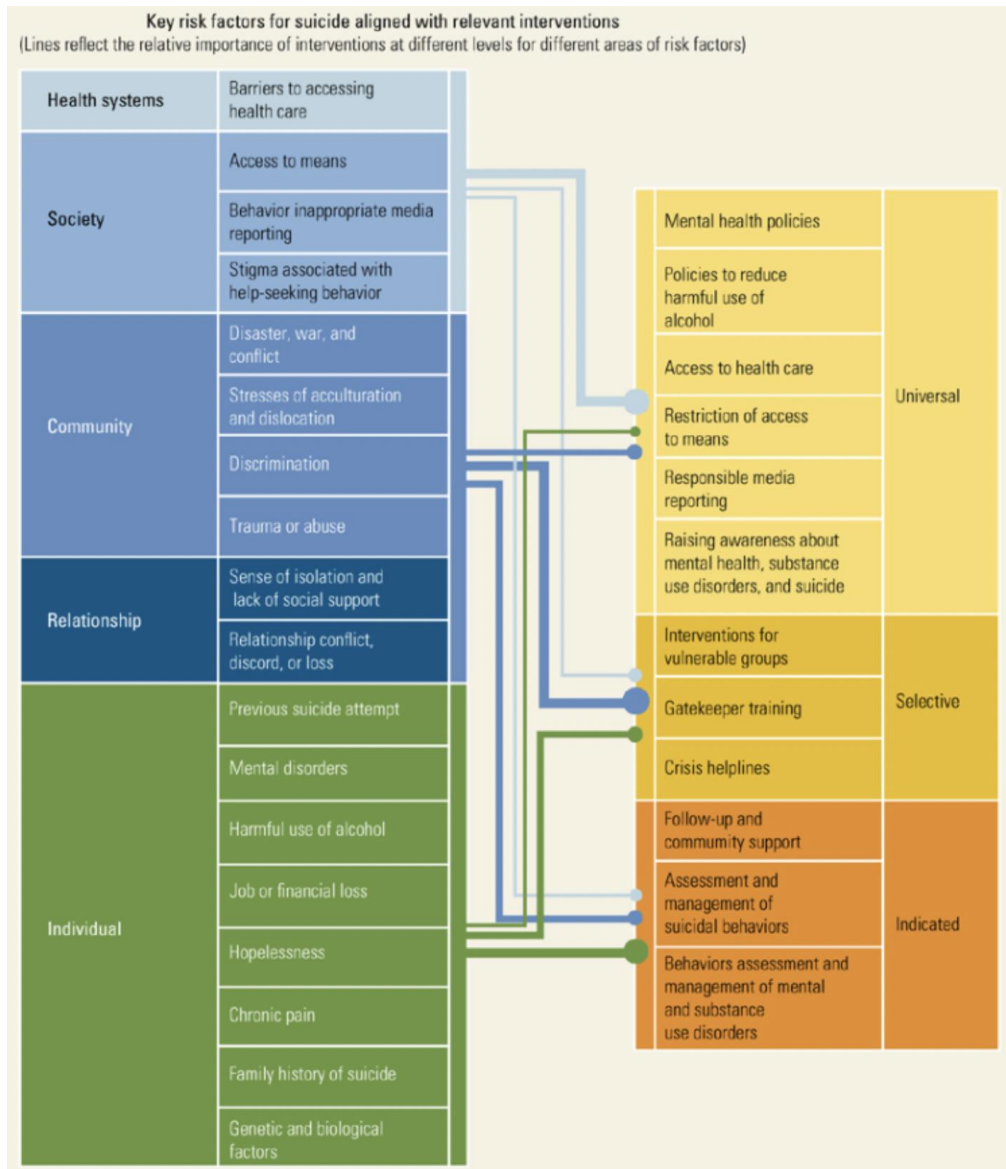 Key risk factors for suicide aligned with relevant interventions
(Lines reflect the relative importance of interventions at different levels for different areas of risk factors)
Health systems
Barriers to accessing
health care
Society
Access to means
Behavior inappropriate media
reporting
Stigma associated with
help-seeking behavior
Community
Disaster, war, and
conflict
Stresses of acculturation
and dislocation
Discrimination
Trauma or abuse
Relationship
Sense of isolation and
lack of social support
Relationship conflict,
discord, or loss
Individual
Previous suicide attempt
Mental disorders
Harmful use of alcohol
Job or financial loss
Hopelessness
Chronic pain
Family history of suicide
Genetic and biological
factors
Mental health policies
Policies to reduce
harmful use of
alcohol
Access to health care
Restriction of access
to means
Responsible media
reporting
Raising awareness about
mental health, substance
use disorders, and suicide
Universal
Interventions for
vulnerable groups
Gatekeeper training
Crisis helplines
Selective
Follow-up and
commumity support
Assessment and
management of
suicidal behaviors
Behaviors assessment and
management of mental
and substance
use disorders
Indicated